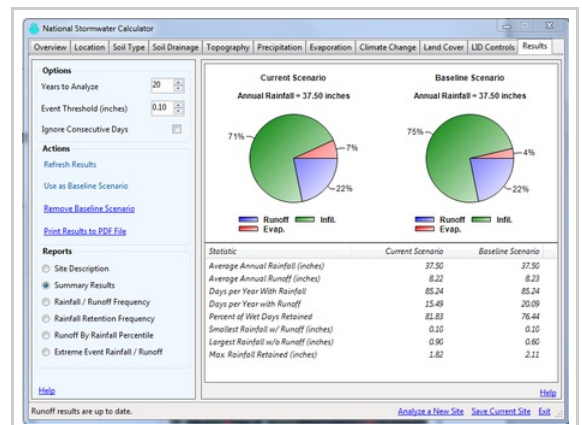 National Stormwater Calculator
Overview Location Soil Type Soil Drainage Topography Precipitation Evaporation Climate Change Land Cover LID Controls Results
Options
Years to Analyze 20
Event Threshold (inches) 0.10
Ignore Consecutive Days
Actions
Refresh Results
Use as Baseline Scenario
Remove Baseline Scenario
Print Results to PDF File
Reports
Site Description
Summary Results
Rainfall / Runoff Frequency
Rainfall Retention Frequency
Runoff By Rainfall Percentile
Extreme Event Rainfall / Runoff
Help
Current Scenario
Annual Rainfall = 37.50 inches
71%
7%
22%
Runoff Infil.
Evap.
Baseline Scenario
Annual Rainfall = 37.50 inches
75%
4%
22%
Runoff Infil.
Evap.
Statistic Current Scenario Baseline Scenario
Average Annual Rainfall (inches) 37.50 37.50
Average Annual Runoff (inches) 8.22 8.23
Days per Year With Rainfall 85.24 85.24
Days per Year with Runoff 15.49 20.09
Percent of Wet Days Retained 81.83 76.44
Smallest Rainfall w/ Runoff (inches) 0.10 0.10
Largest Rainfall w/o Runoff (inches) 0.90 0.60
Max. Rainfall Retained (inches) 1.82 2.11
Help
Runoff results are up to date. Analyze a New Site Save Current Site Exit